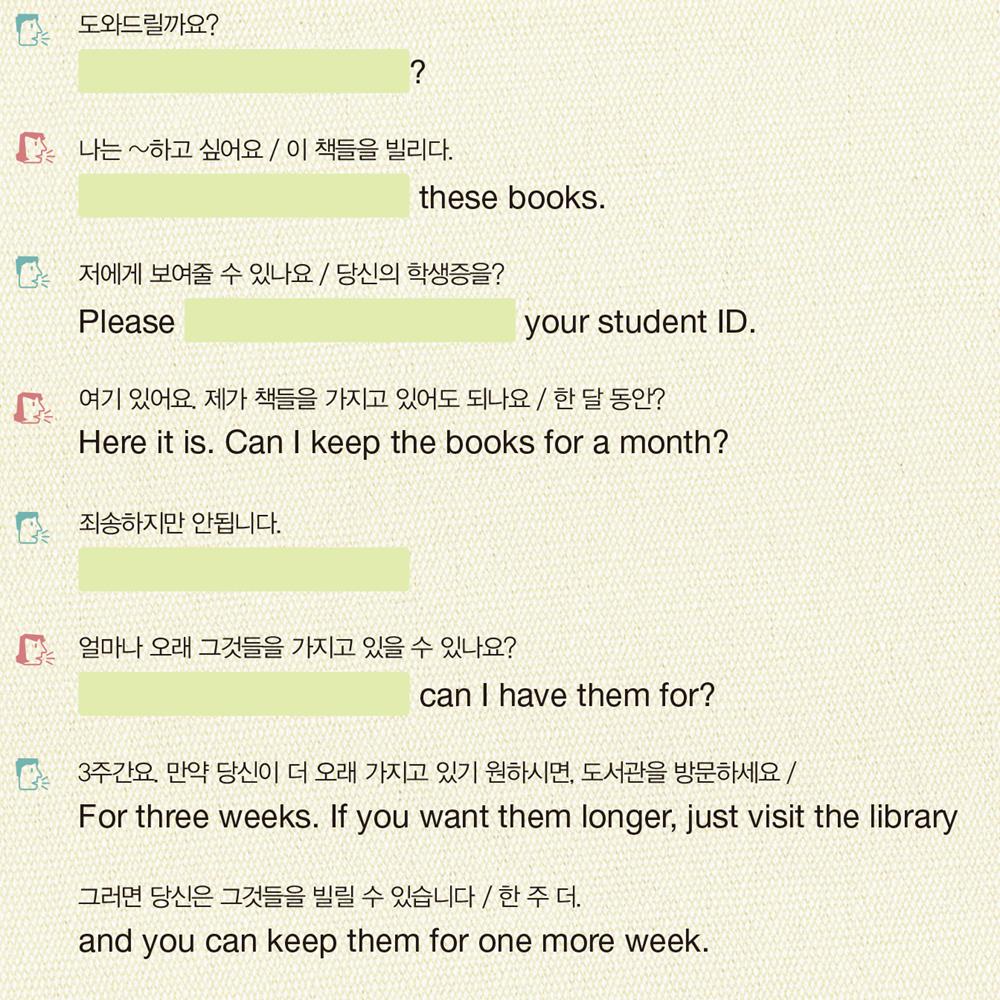 도와드릴까요?
?
나는 ~하고 싶어요 / 이 책들을 빌리다.
these books.
저에게 보여줄 수 있나요 / 당신의 학생증을?
Please your student ID.
여기 있어요. 제가 책들을 가지고 있어도 되나요 / 한 달 동안?
Here it is. Can I keep the books for a month?
죄송하지만 안됩니다.
얼마나 오래 그것들을 가지고 있을 수 있나요?
can I have them for?
3주간요. 만약 당신이 더 오래 가지고 있기 원하시면, 도서관을 방문하세요 /
For three weeks. If you want them longer, just visit the library
그러면 당신은 그것들을 빌릴 수 있습니다 / 한 주 더.
and you can keep them for one more week.